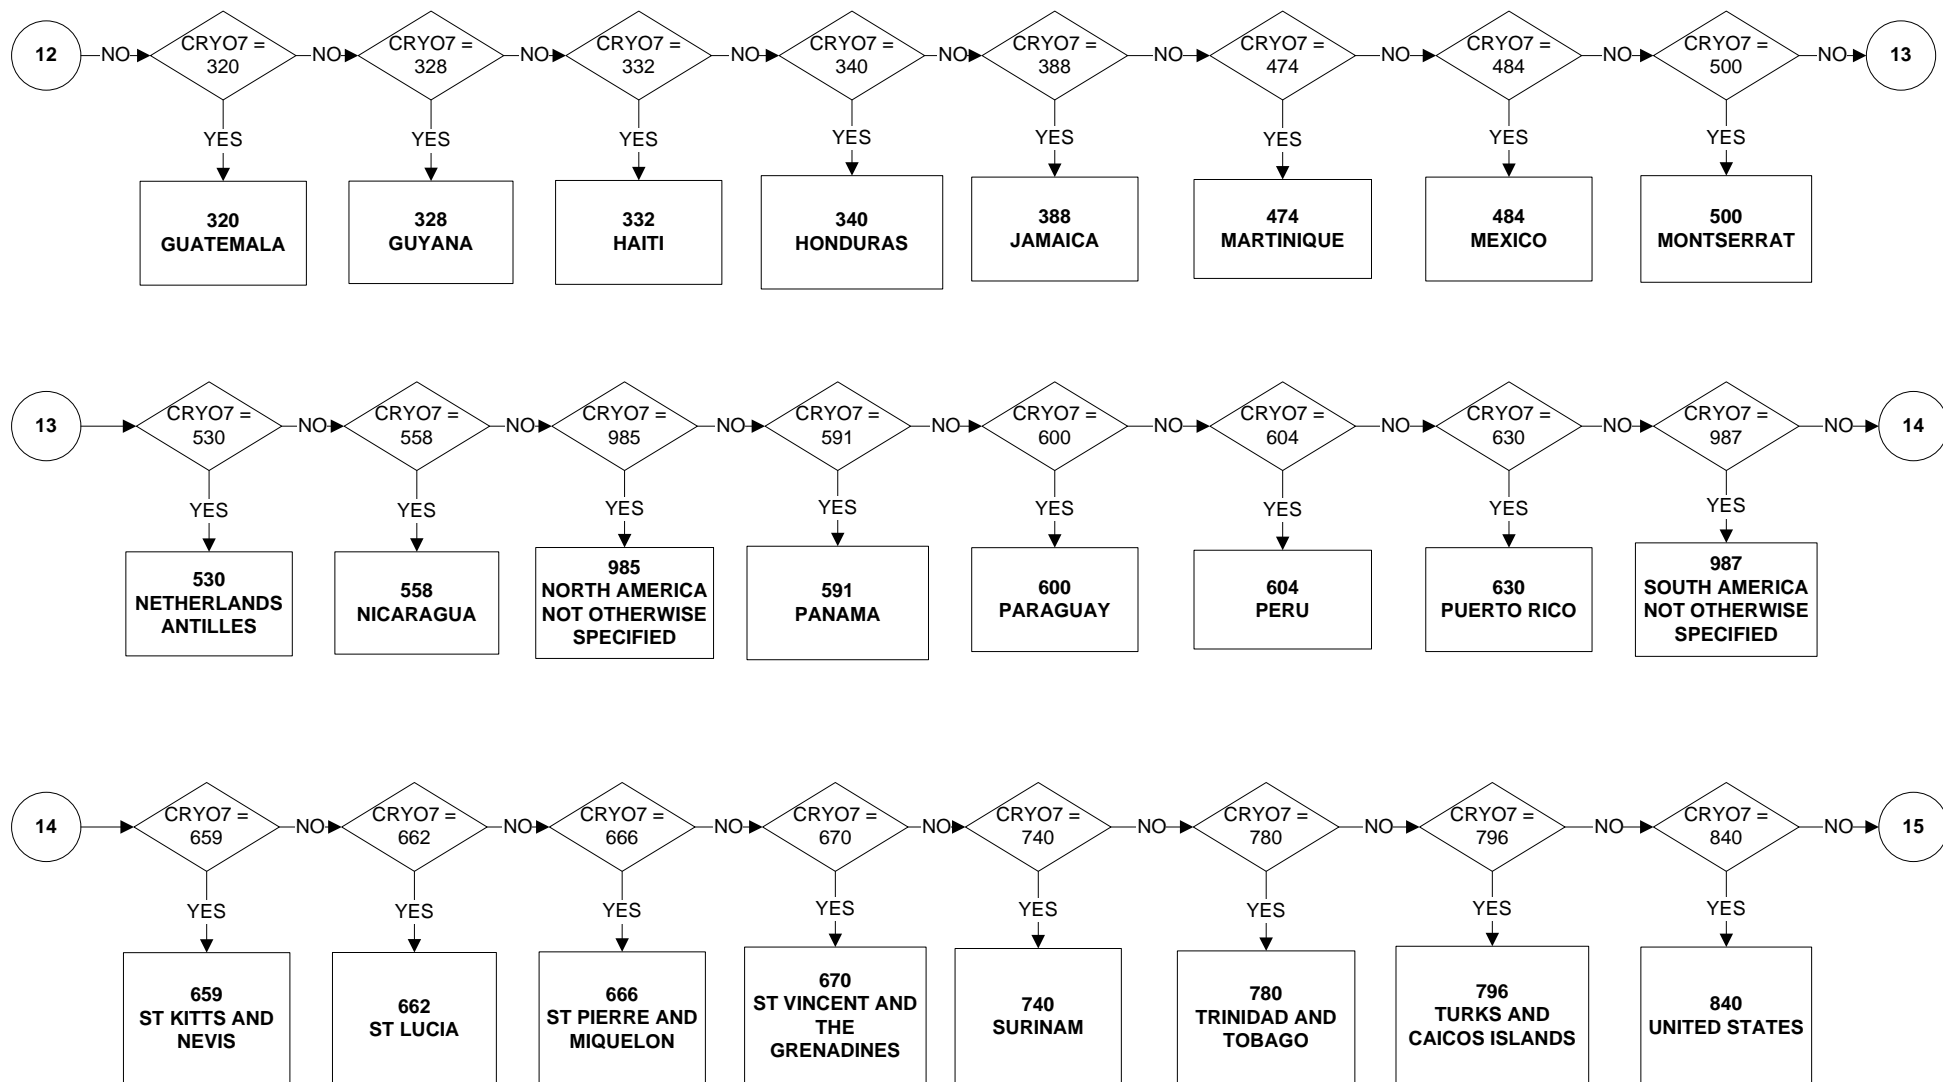 12
NO
CRYO7 =
320
NO
CRYO7 =
328
NO
CRYO7 =
332
NO
CRYO7 =
340
NO
CRYO7 =
388
NO
CRYO7 =
474
NO
CRYO7 =
484
NO
CRYO7 =
500
NO
13
YES
YES
YES
YES
YES
YES
YES
YES
320
GUATEMALA
328
GUYANA
332
HAITI
340
HONDURAS
388
JAMAICA
474
MARTINIQUE
484
MEXICO
500
MONTSERRAT
13
CRYO7 =
530
NO
CRYO7 =
558
NO
CRYO7 =
985
NO
CRYO7 =
591
NO
CRYO7 =
600
NO
CRYO7 =
604
NO
CRYO7 =
630
NO
CRYO7 =
987
NO
14
YES
YES
YES
YES
YES
YES
YES
YES
530
NETHERLANDS
ANTILLES
558
NICARAGUA
985
NORTH AMERICA
NOT OTHERWISE
SPECIFIED
591
PANAMA
600
PARAGUAY
604
PERU
630
PUERTO RICO
987
SOUTH AMERICA
NOT OTHERWISE
SPECIFIED
14
CRYO7 =
659
NO
CRYO7 =
662
NO
CRYO7 =
666
NO
CRYO7 =
670
NO
CRYO7 =
740
NO
CRYO7 =
780
NO
CRYO7 =
796
NO
CRYO7 =
840
NO
15
YES
YES
YES
YES
YES
YES
YES
YES
659
ST KITTS AND
NEVIS
662
ST LUCIA
666
ST PIERRE AND
MIQUELON
670
ST VINCENT AND
THE
GRENADINES
740
SURINAM
780
TRINIDAD AND
TOBAGO
796
TURKS AND
CAICOS ISLANDS
840
UNITED STATES